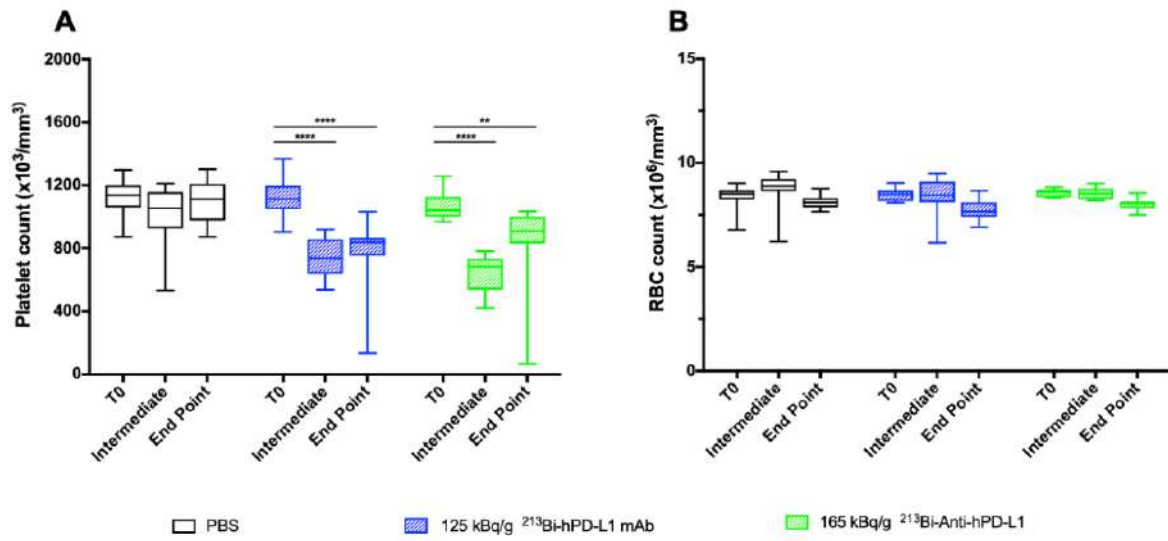 A
B
Platelet count (x10³/mm³)
2000
1600
1200
800
400
0
****
****
**
****
T0
Intermediate
End Point
T0
Intermediate
End Point
T0
Intermediate
End Point
RBC count (x10⁶/mm³)
15
10
5
0
T0
Intermediate
End Point
T0
Intermediate
End Point
T0
Intermediate
End Point
PBS
125 kBq/g ²¹³Bi-hPD-L1 mAb
165 kBq/g ²¹³Bi-Anti-hPD-L1